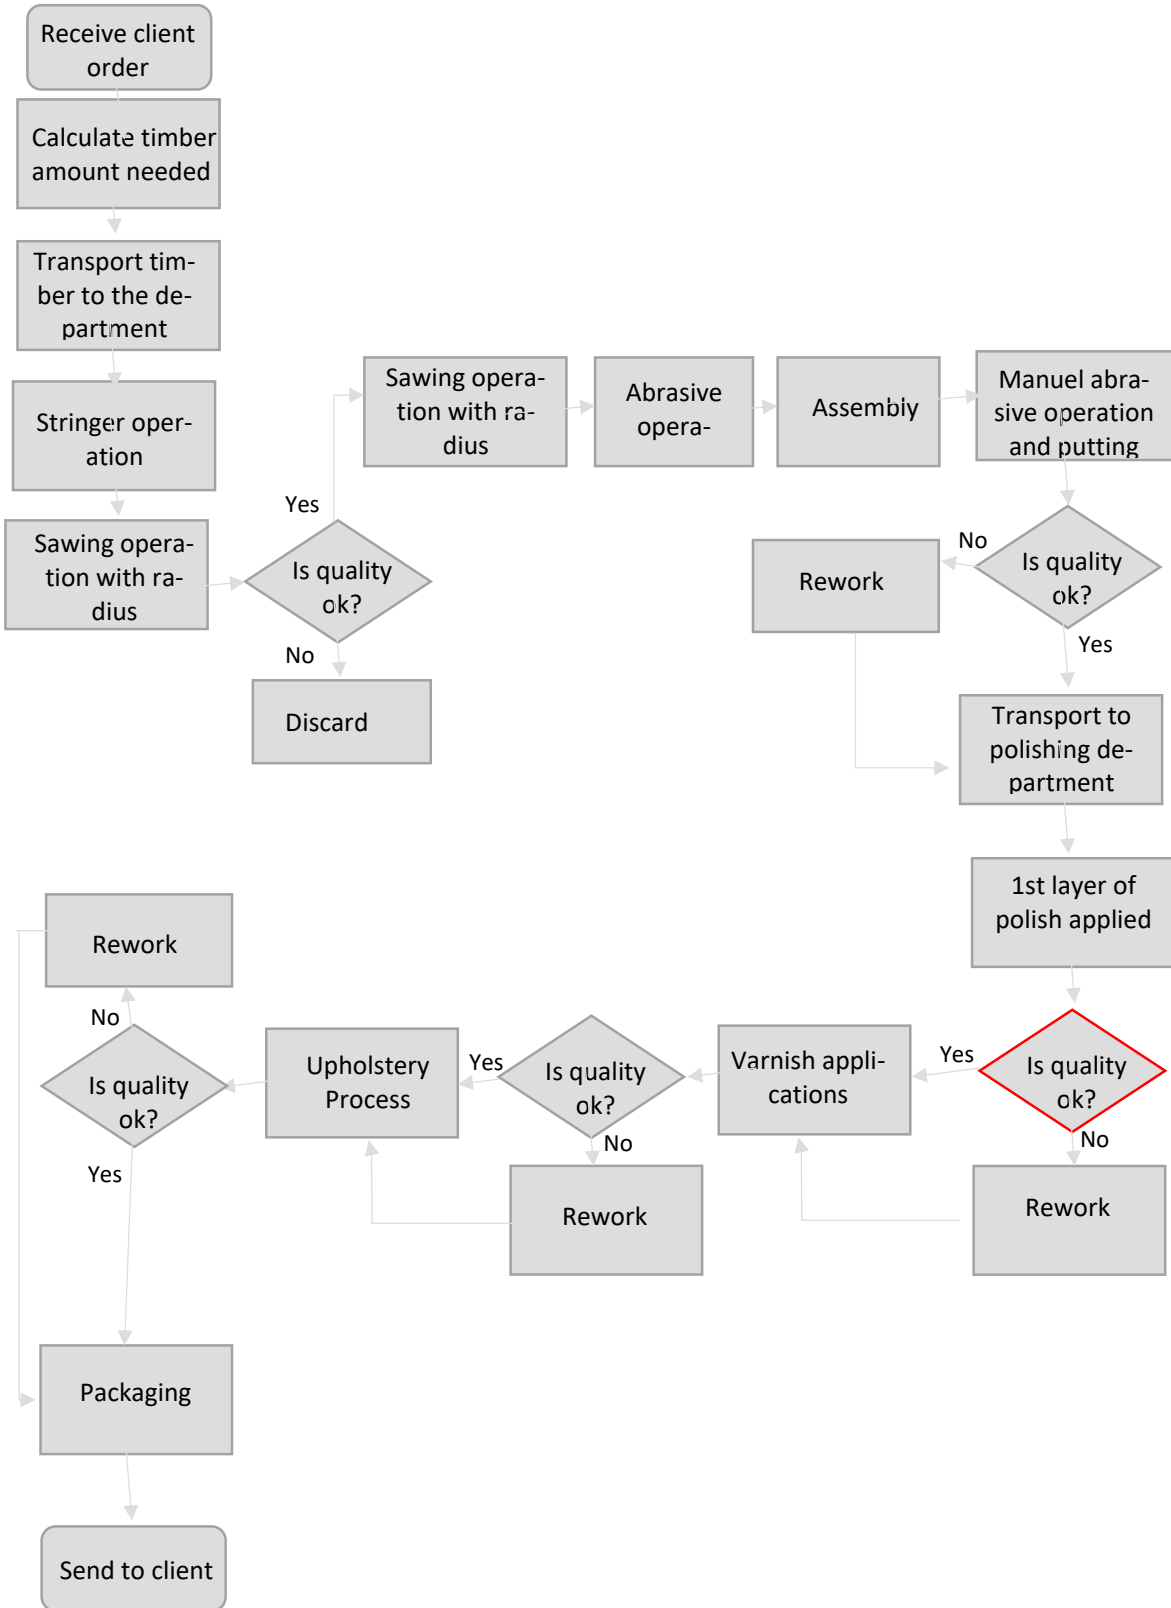 Receive client
order
Calculate timber
amount needed
Transport tim-
ber to the de-
partment
Stringer oper-
ation
Sawing opera-
tion with ra-
dius
Is quality
ok?
Yes
No
Discard
Sawing opera-
tion with ra-
dius
Abrasive
opera-
Assembly
Manuel abra-
sive operation
and putting
Is quality
ok?
No
Rework
Yes
Transport to
polishing de-
partment
1st layer of
polish applied
Is quality
ok?
No
Rework
Yes
Varnish appli-
cations
Is quality
ok?
No
Rework
Yes
Upholstery
Process
Is quality
ok?
No
Rework
Yes
Packaging
Send to client